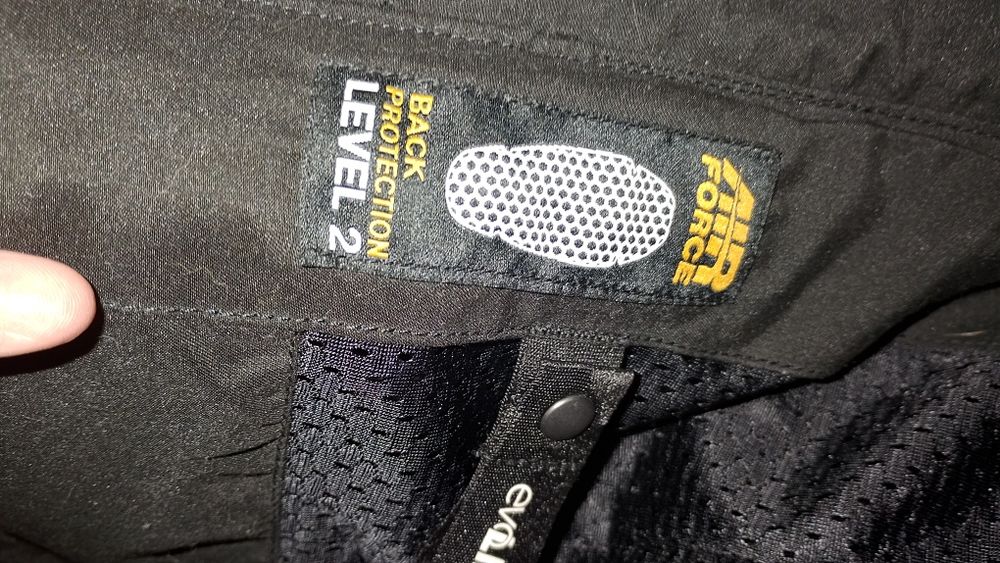 AIR
FORCE
BACK
PROTECTION
LEVEL 2